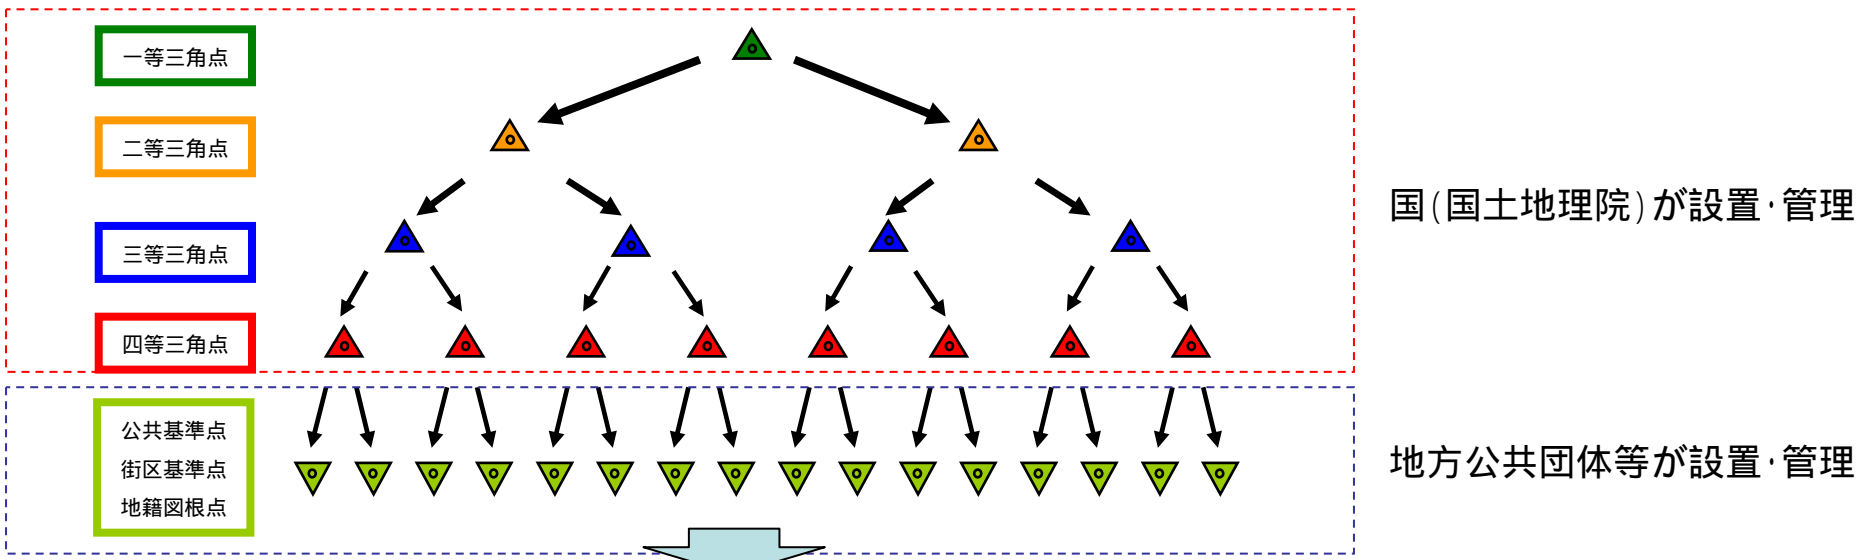 一等三角点
二等三角点
国(国土地理院)が設置・管理
三等三角点
四等三角点
公共基準点
街区基準点
地籍図根点
地方公共団体等が設置・管理